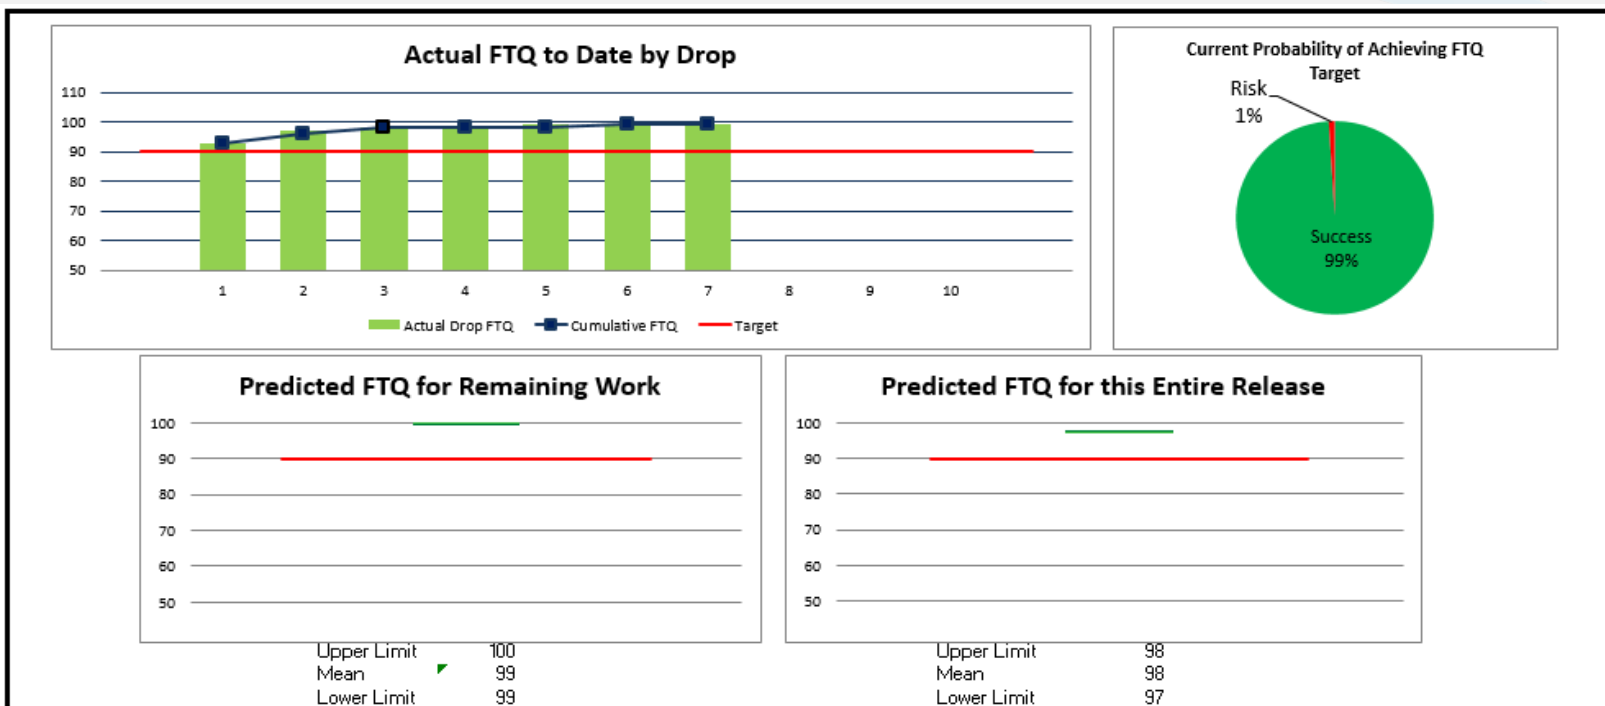 Actual FTQ to Date by Drop
110
100
90
80
70
60
50
1 2 3 4 5 6 7 8 9 10
Actual Drop FTQ Cumulative FTQ Target
Current Probability of Achieving FTQ
Target
Risk
1%
Success
99%
Predicted FTQ for Remaining Work
100
90
80
70
60
50
Upper Limit 100
Mean 99
Lower Limit 99
Predicted FTQ for this Entire Release
100
90
80
70
60
50
Upper Limit 98
Mean 98
Lower Limit 97